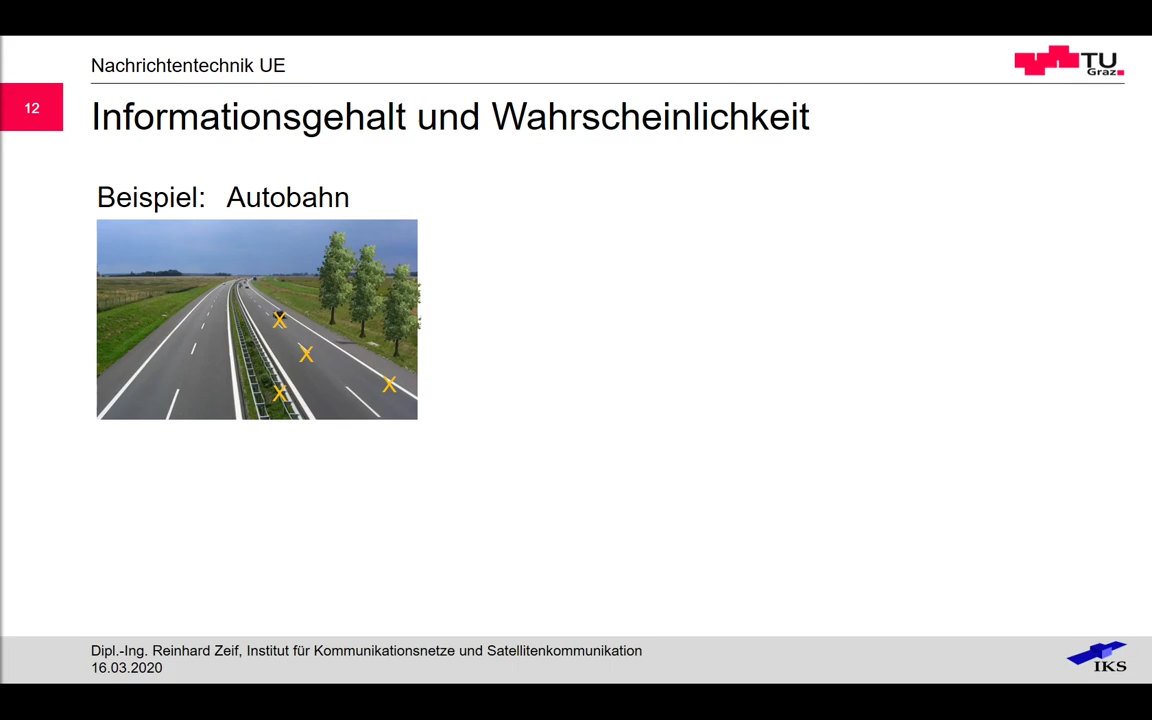 Nachrichtentechnik UE
TU
Graz
12
Informationsgehalt und Wahrscheinlichkeit
Beispiel: Autobahn
X
X
X
X
Dipl.-Ing. Reinhard Zeif, Institut für Kommunikationsnetze und Satellitenkommunikation
16.03.2020
IKS